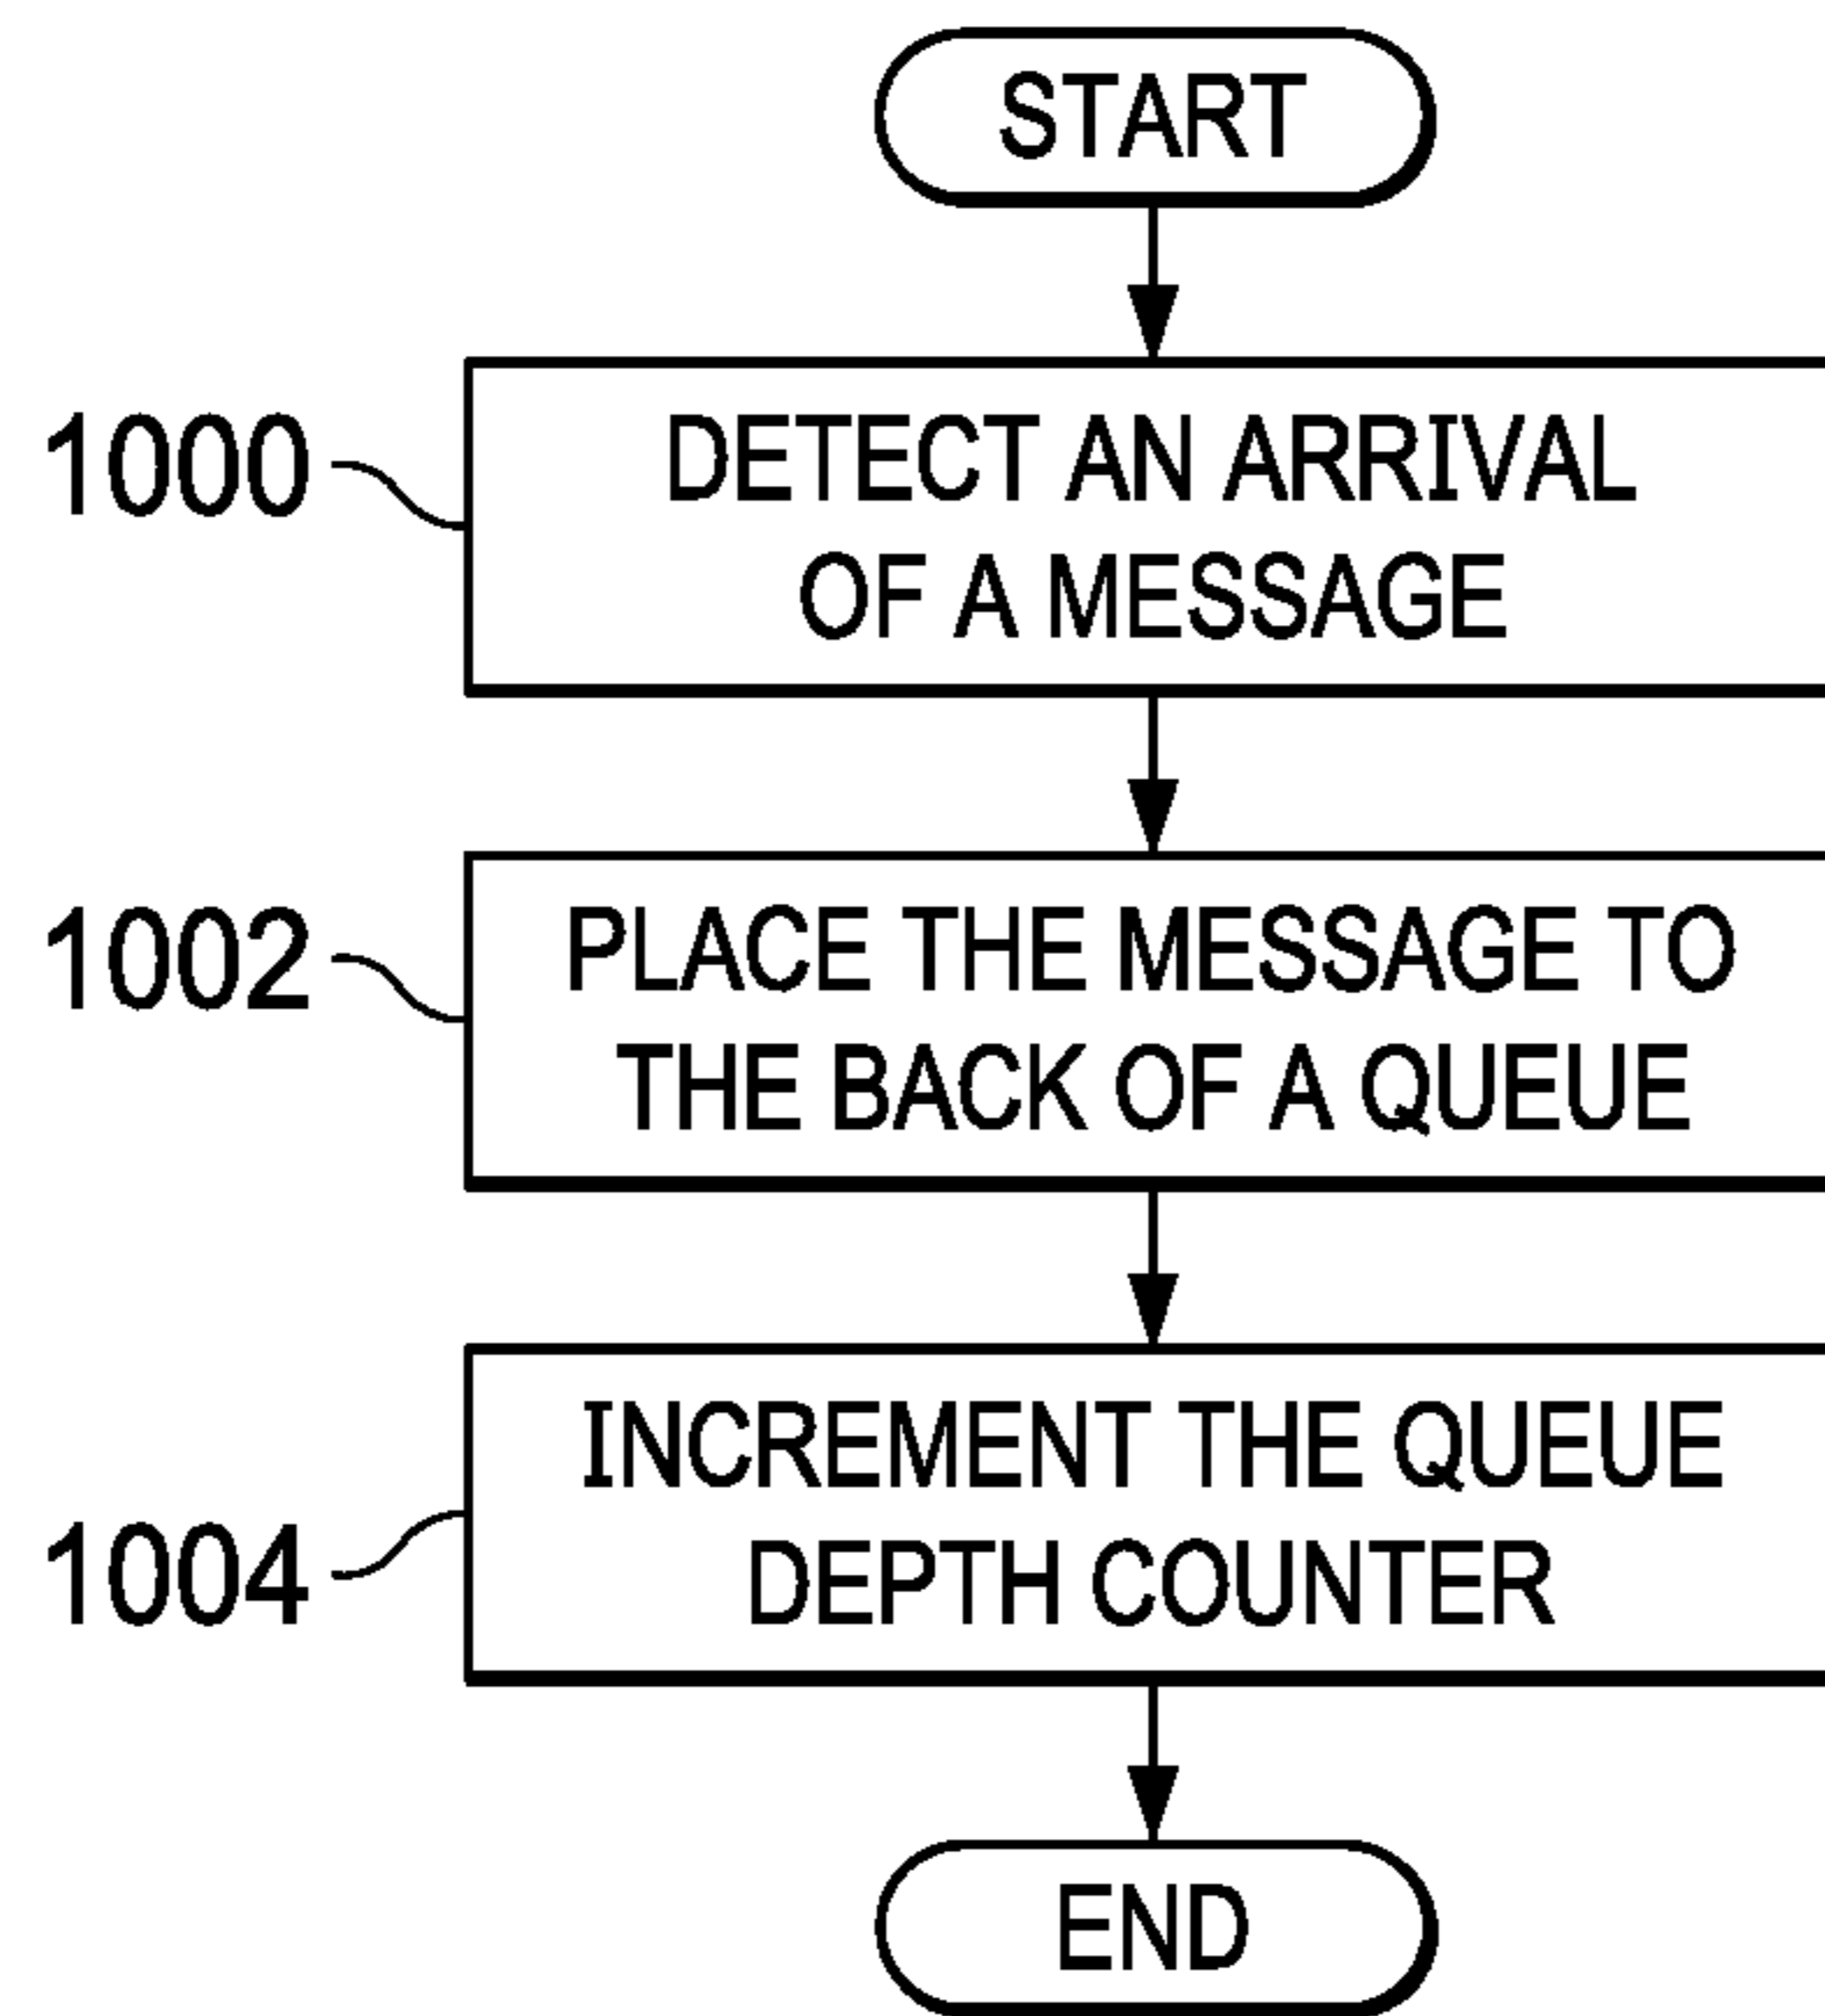 START
1000
DETECT AN ARRIVAL
OF A MESSAGE
1002
PLACE THE MESSAGE TO
THE BACK OF A QUEUE
1004
INCREMENT THE QUEUE
DEPTH COUNTER
END